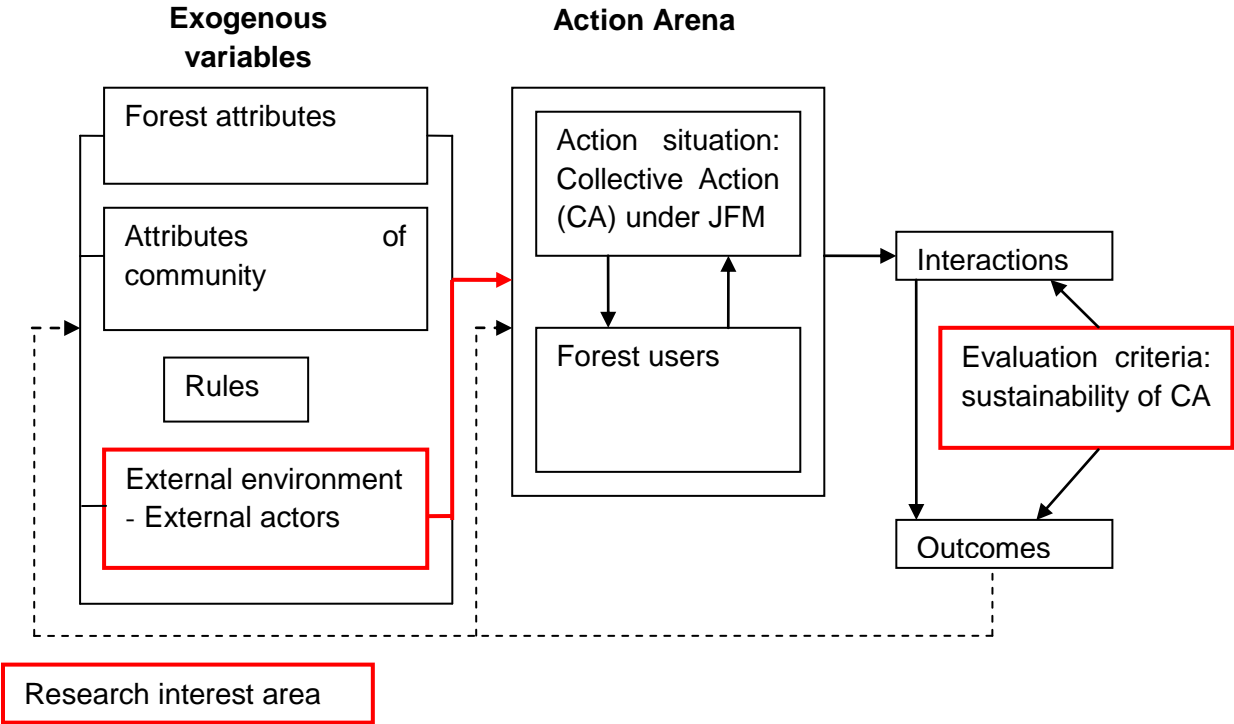 Exogenous
variables
Forest attributes
Attributes of
community
Rules
External environment
- External actors
Action Arena
Action situation:
Collective Action
(CA) under JFM
Forest users
Interactions
Evaluation criteria:
sustainability of CA
Outcomes
Research interest area